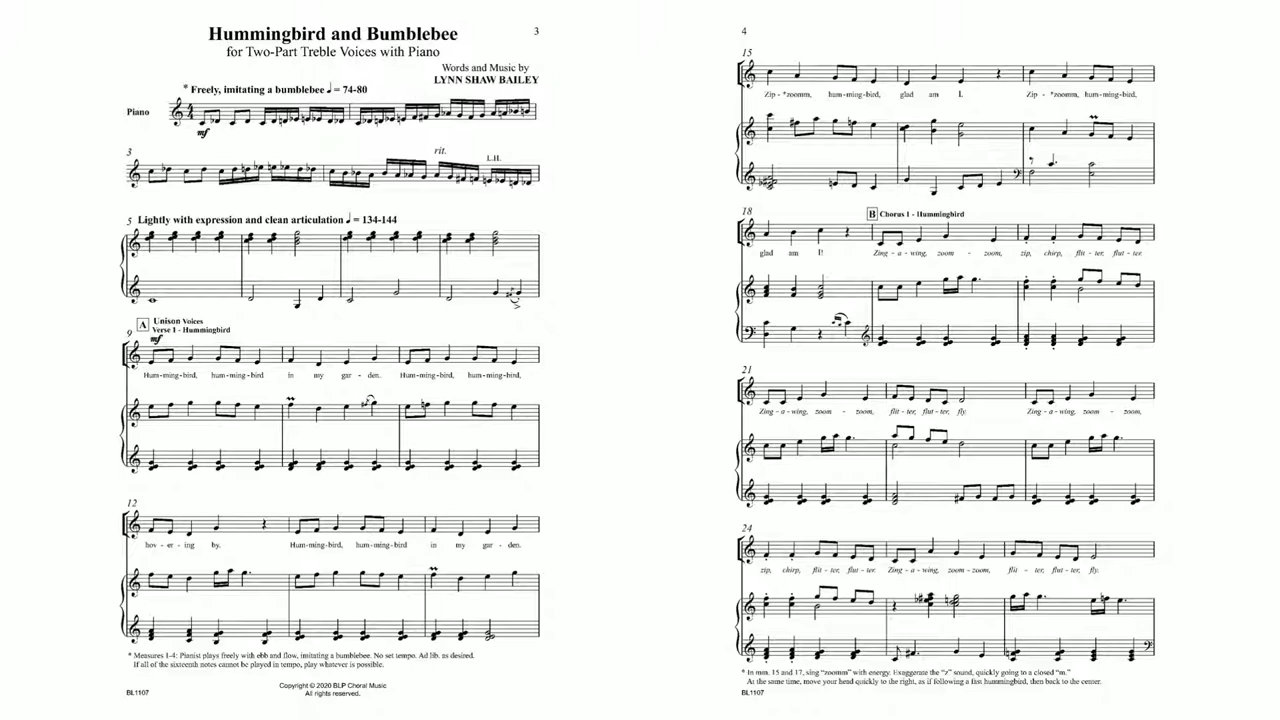 Hummingbird and Bumblebee
3
for Two-Part Treble Voices with Piano
Words and Music by
LYNN SHAW BAILEY
* Freely, imitating a bumblebee ♩ = 74-80
Piano
mf
3
rit.
L.H.
5
Lightly with expression and clean articulation ♩ = 134-144
A Unison Voices
Verse 1 - Hummingbird
9
mf
Hum-ming-bird, hum-ming-bird in my gar - den. Hum-ming-bird, hum-ming-bird,
12
hov - er - ing by. Hum-ming-bird, hum-ming-bird in my gar - den.
* Measures 1-4: Pianist plays freely with ebb and flow, imitating a bumblebee. No set tempo. Ad lib. as desired.
If all of the sixteenth notes cannot be played in tempo, play whatever is possible.
Copyright © 2020 BLP Choral Music
All rights reserved.
BL1107
4
15
Zip-*zoomm, hum-ming-bird, glad am I. Zip-*zoomm, hum-ming-bird,
18
B Chorus 1 - Hummingbird
glad am I! Zing-a-wing, zoom - zoom, zip, chirp, flit-ter, flut-ter.
21
Zing-a-wing, zoom - zoom, flit-ter, flut-ter, fly. Zing-a-wing, zoom - zoom,
24
zip, chirp, flit-ter, flut-ter. Zing-a-wing, zoom-zoom, flit-ter, flut-ter, fly.
* In mm. 15 and 17, sing "zoomm" with energy. Exaggerate the "z" sound, quickly going to a closed "m."
At the same time, move your head quickly to the right, as if following a fast hummingbird, then back to the center.
BL1107